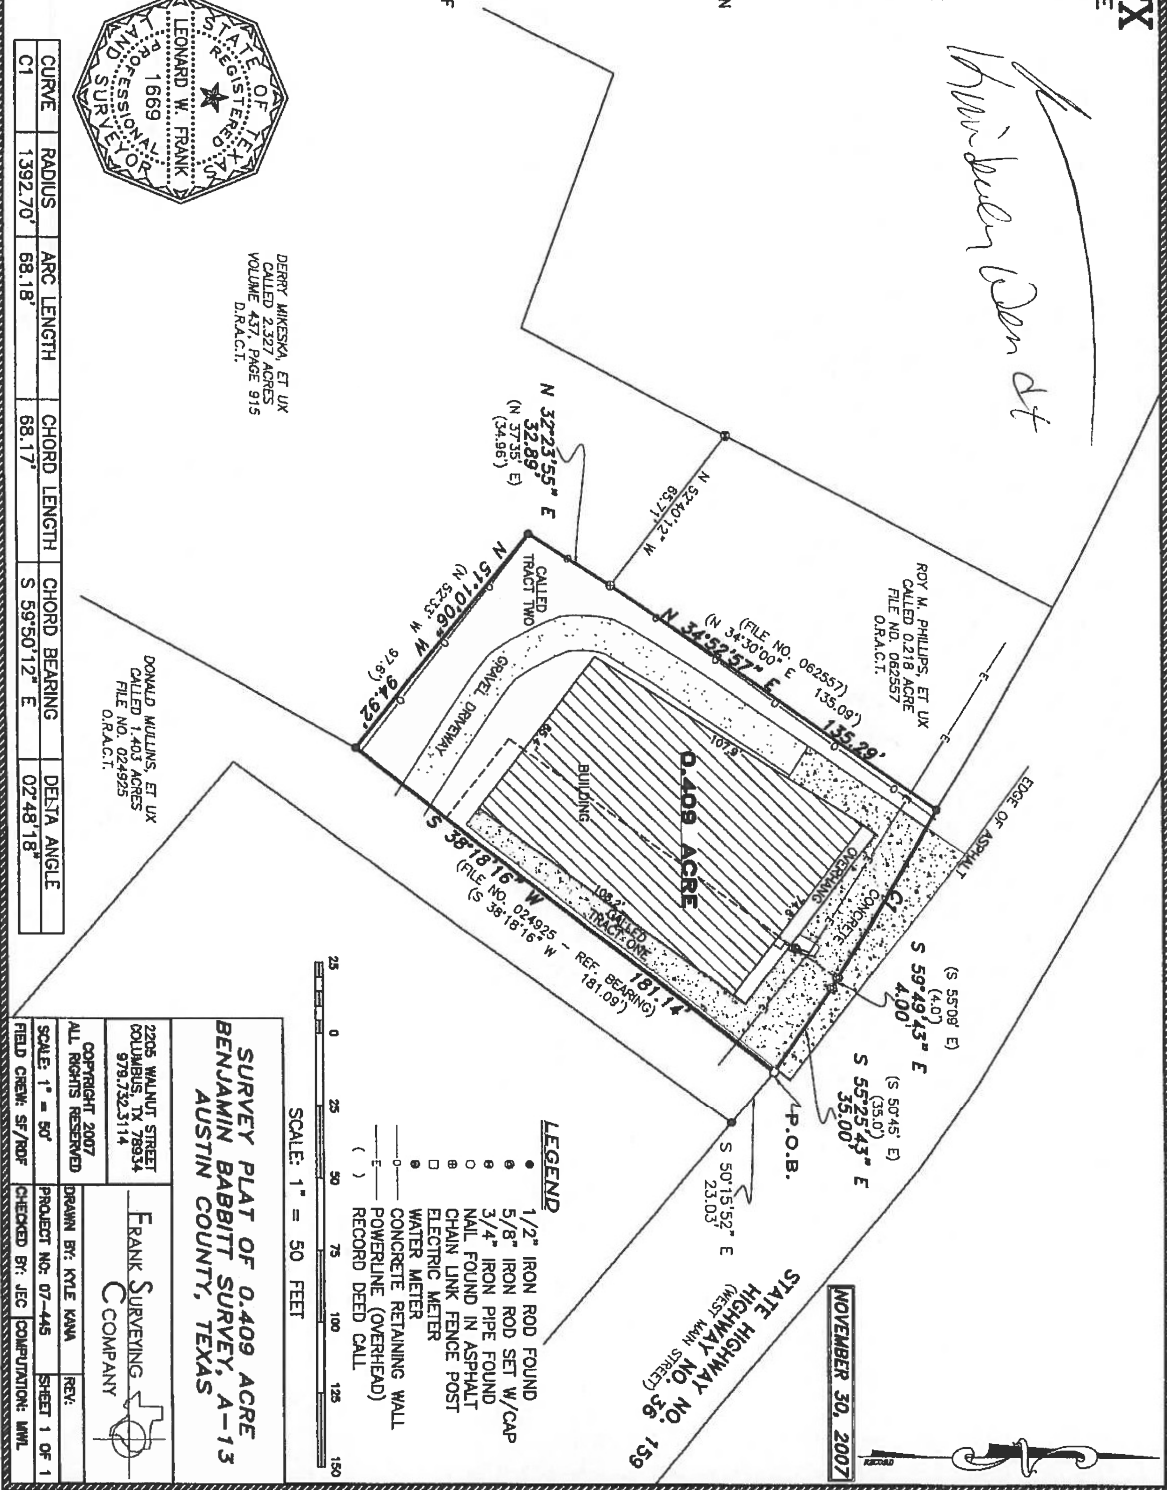 TX
E
N
F
Kimberly Wendt
STATE OF TEXAS
REGISTERED
LEONARD W. FRANK
1669
PROFESSIONAL
LAND SURVEYOR
CURVE RADIUS ARC LENGTH CHORD LENGTH CHORD BEARING DELTA ANGLE
C1 1392.70' 68.18' 68.17' S 59°50'12" E 02°48'18"
DERRY MIKESKA, ET UX
CALLED 2.327 ACRES
VOLUME 437, PAGE 915
D.R.A.C.T.
N 32°23'55" E
32.89'
(N 37°35' E)
(34.96')
N 52°40'12" W
65.71'
ROY M. PHILLIPS, ET UX
CALLED 0.218 ACRE
FILE NO. 062557
O.R.A.C.T.
(FILE NO. 062557)
(N 34°30'00" E 135.09')
N 34°52'57" E 135.29'
CALLED
TRACT TWO
N 51°10'06" W 94.92'
(N 52°33' W 97.6')
GRAVEL DRIVEWAY
BUILDING
0.409 ACRE
107.9'
108.2'
CALLED
TRACT ONE
OVERHANG
CONCRETE
C1
E
EDGE OF ASPHALT
DONALD MULLINS, ET UX
CALLED 1.403 ACRES
FILE NO. 024925
O.R.A.C.T.
S 38°18'16" W 181.14'
(FILE NO. 024925 - REF. BEARING)
(S 38°18'16" W 181.09')
(S 55°09' E)
(4.0')
S 59°49'43" E
4.00'
(S 50°45' E)
(35.0')
S 55°25'43" E
35.00'
P.O.B.
S 50°15'52" E
23.03'
STATE HIGHWAY NO. 159
HIGHWAY NO. 36
(WEST MAIN STREET)
NOVEMBER 30, 2007
RECORD
LEGEND
1/2" IRON ROD FOUND
5/8" IRON ROD SET W/CAP
3/4" IRON PIPE FOUND
NAIL FOUND IN ASPHALT
CHAIN LINK FENCE POST
ELECTRIC METER
WATER METER
CONCRETE RETAINING WALL
POWERLINE (OVERHEAD)
( ) RECORD DEED CALL
25 0 25 50 75 100 125 150
SCALE: 1" = 50 FEET
SURVEY PLAT OF 0.409 ACRE
BENJAMIN BABBITT SURVEY, A-13
AUSTIN COUNTY, TEXAS
2205 WALNUT STREET
COLUMBUS, TX 78934
979.732.3114
FRANK SURVEYING
COMPANY
COPYRIGHT 2007
ALL RIGHTS RESERVED
DRAWN BY: KYLE KANA REV:
SCALE: 1" = 50' PROJECT NO: 07-445 SHEET 1 OF 1
FIELD CREW: SF/RDF CHECKED BY: JEC COMPUTATION: MWL